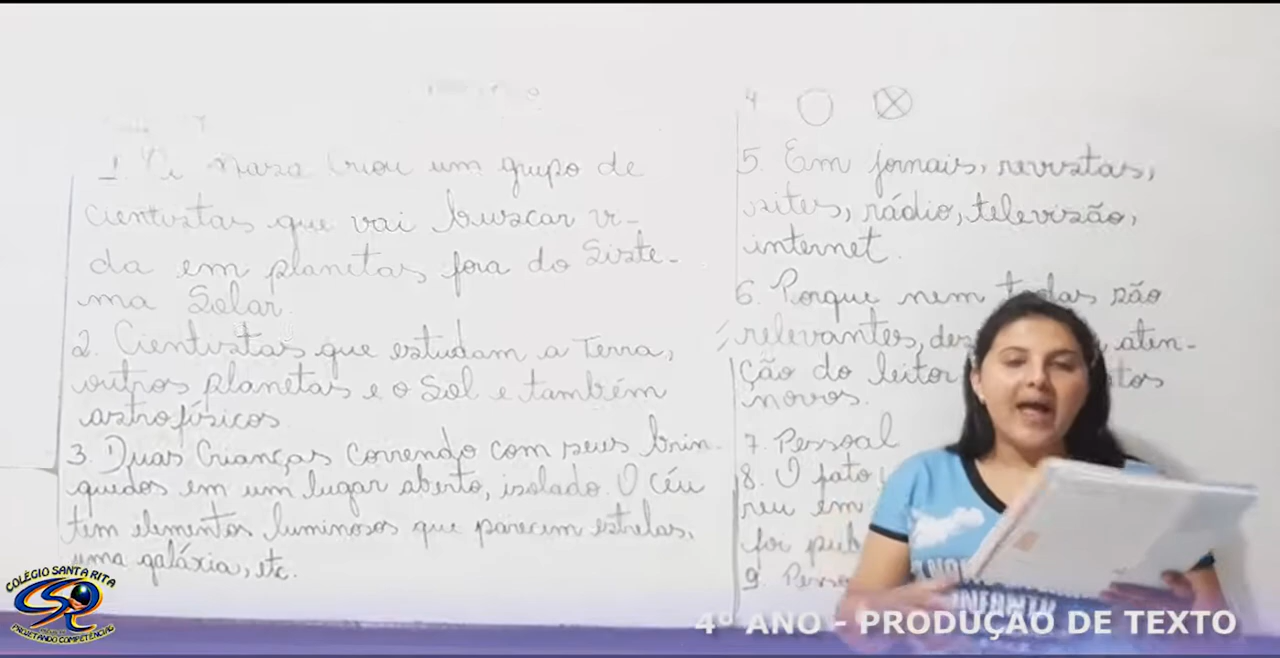 1. A Nasa Criou um grupo de
cientistas que vai buscar vi-
da em planetas fora do Siste-
ma Solar.
2. Cientistas que estudam a Terra,
outros planetas e o Sol e também
astrofísicos
3. Duas Crianças correndo com seus brin-
quedos em um lugar aberto, isolado. O céu
tem elementos luminosos que parecem estrelas,
uma galáxia, etc.
4
5. Em jornais, revistas,
sites, rádio, televisão,
internet.
6. Porque nem todas são
relevantes, aten-
ção do leitor
novos.
7. Pessoal
8. O fato
reu em
for pub
9.
COLÉGIO SANTA RITA
PROJETANDO COMPETÊNCIAS
4º ANO - PRODUÇÃO DE TEXTO